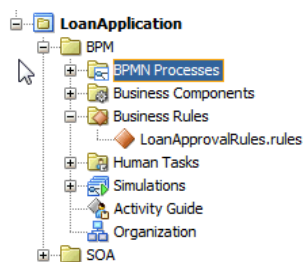 LoanApplication
BPM
BPMN Processes
Business Components
Business Rules
LoanApprovalRules.rules
Human Tasks
Simulations
Activity Guide
Organization
SOA